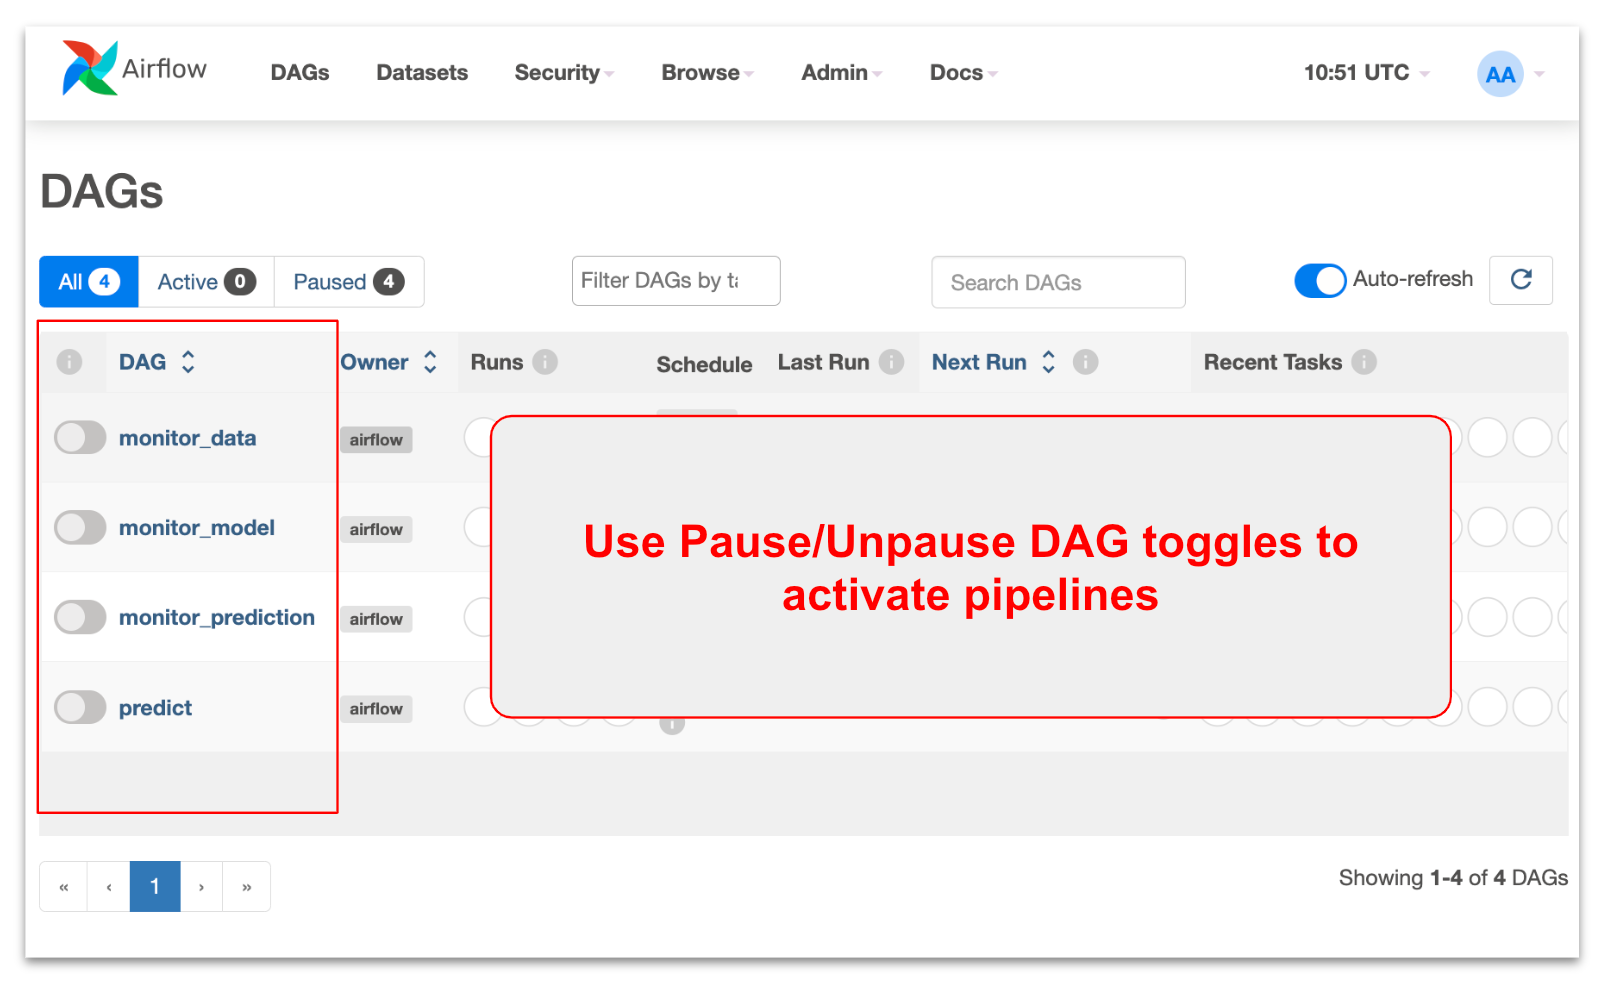 Airflow DAGs Datasets Security Browse Admin Docs 10:51 UTC AA
DAGs
All 4 Active 0 Paused 4 Filter DAGs by ta Search DAGs Auto-refresh
i DAG Owner Runs i Schedule Last Run i Next Run i Recent Tasks i
monitor_data airflow
monitor_model airflow
monitor_prediction airflow
predict airflow
Use Pause/Unpause DAG toggles to
activate pipelines
« ‹ 1 › »
Showing 1-4 of 4 DAGs